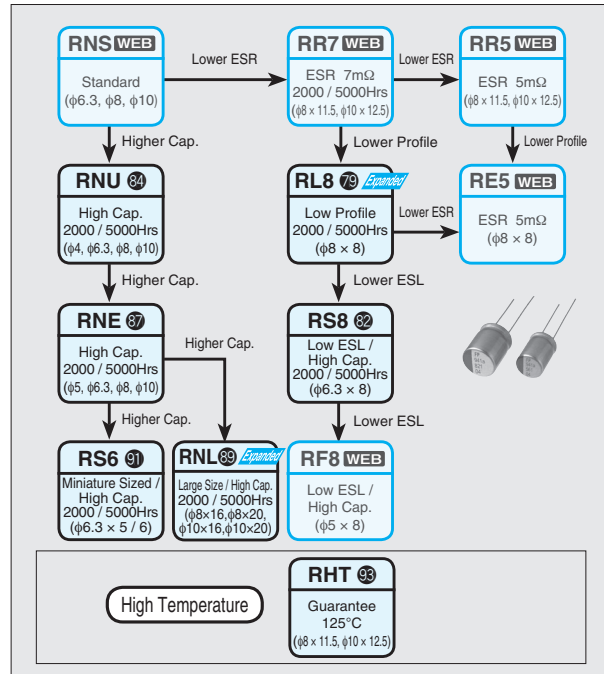 RNS WEB
Standard
(ϕ6.3, ϕ8, ϕ10)
Lower ESR
RR7 WEB
ESR 7mΩ
2000 / 5000Hrs
(ϕ8 × 11.5, ϕ10 × 12.5)
Lower ESR
RR5 WEB
ESR 5mΩ
(ϕ8 × 11.5, ϕ10 × 12.5)
Higher Cap.
Lower Profile
Lower Profile
RNU 84
High Cap.
2000 / 5000Hrs
(ϕ4, ϕ6.3, ϕ8, ϕ10)
RL8 79 Expanded
Low Profile
2000 / 5000Hrs
(ϕ8 × 8)
Lower ESR
RE5 WEB
ESR 5mΩ
(ϕ8 × 8)
Higher Cap.
Lower ESL
RNE 87
High Cap.
2000 / 5000Hrs
(ϕ5, ϕ6.3, ϕ8, ϕ10)
Higher Cap.
RS8 82
Low ESL /
High Cap.
2000 / 5000Hrs
(ϕ6.3 × 8)
Higher Cap.
Lower ESL
RS6 91
Miniature Sized /
High Cap.
2000 / 5000Hrs
(ϕ6.3 × 5 / 6)
RNL 89 Expanded
Large Size / High Cap.
2000 / 5000Hrs
(ϕ8×16,ϕ8×20,
ϕ10×16,ϕ10×20)
RF8 WEB
Low ESL /
High Cap.
(ϕ5 × 8)
High Temperature
RHT 93
Guarantee
125°C
(ϕ8 × 11.5, ϕ10 × 12.5)